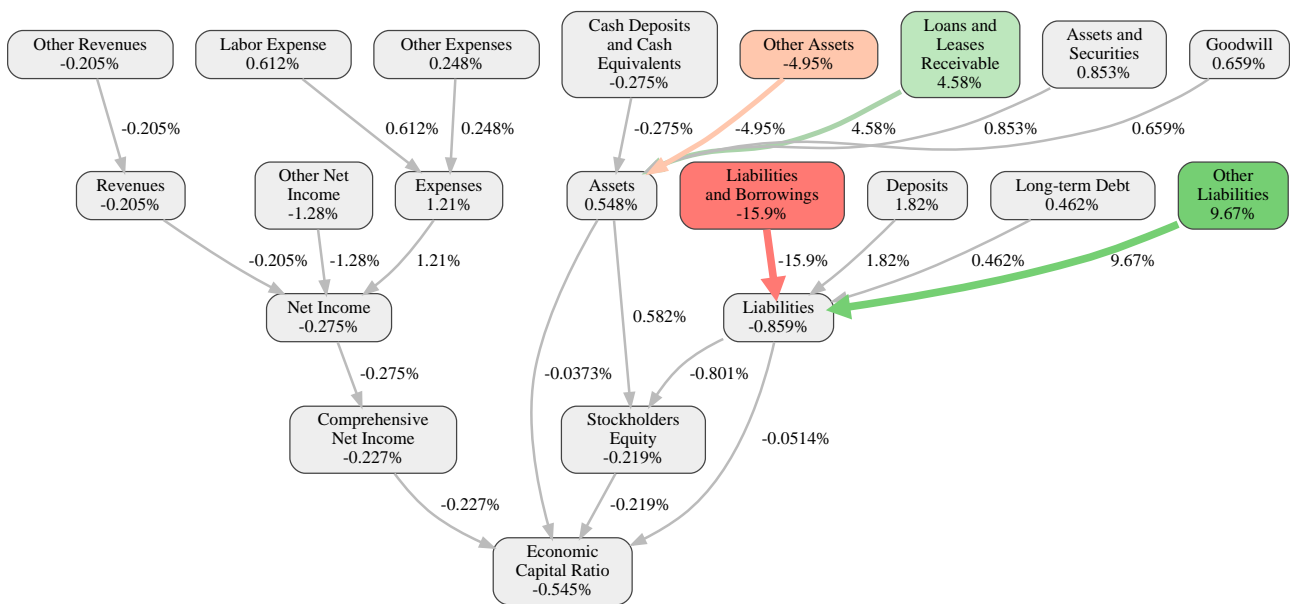 Other Revenues
-0.205%
Labor Expense
0.612%
Other Expenses
0.248%
Cash Deposits
and Cash
Equivalents
-0.275%
Other Assets
-4.95%
Loans and
Leases
Receivable
4.58%
Assets and
Securities
0.853%
Goodwill
0.659%
-0.205%
0.612%
0.248%
-0.275%
-4.95%
4.58%
0.853%
0.659%
Revenues
-0.205%
Other Net
Income
-1.28%
Expenses
1.21%
Assets
0.548%
Liabilities
and Borrowings
-15.9%
Deposits
1.82%
Long-term Debt
0.462%
Other
Liabilities
9.67%
-0.205%
-1.28%
1.21%
-15.9%
1.82%
0.462%
9.67%
Net Income
-0.275%
0.582%
Liabilities
-0.859%
-0.275%
-0.0373%
-0.801%
Comprehensive
Net Income
-0.227%
Stockholders
Equity
-0.219%
-0.0514%
-0.227%
-0.219%
Economic
Capital Ratio
-0.545%